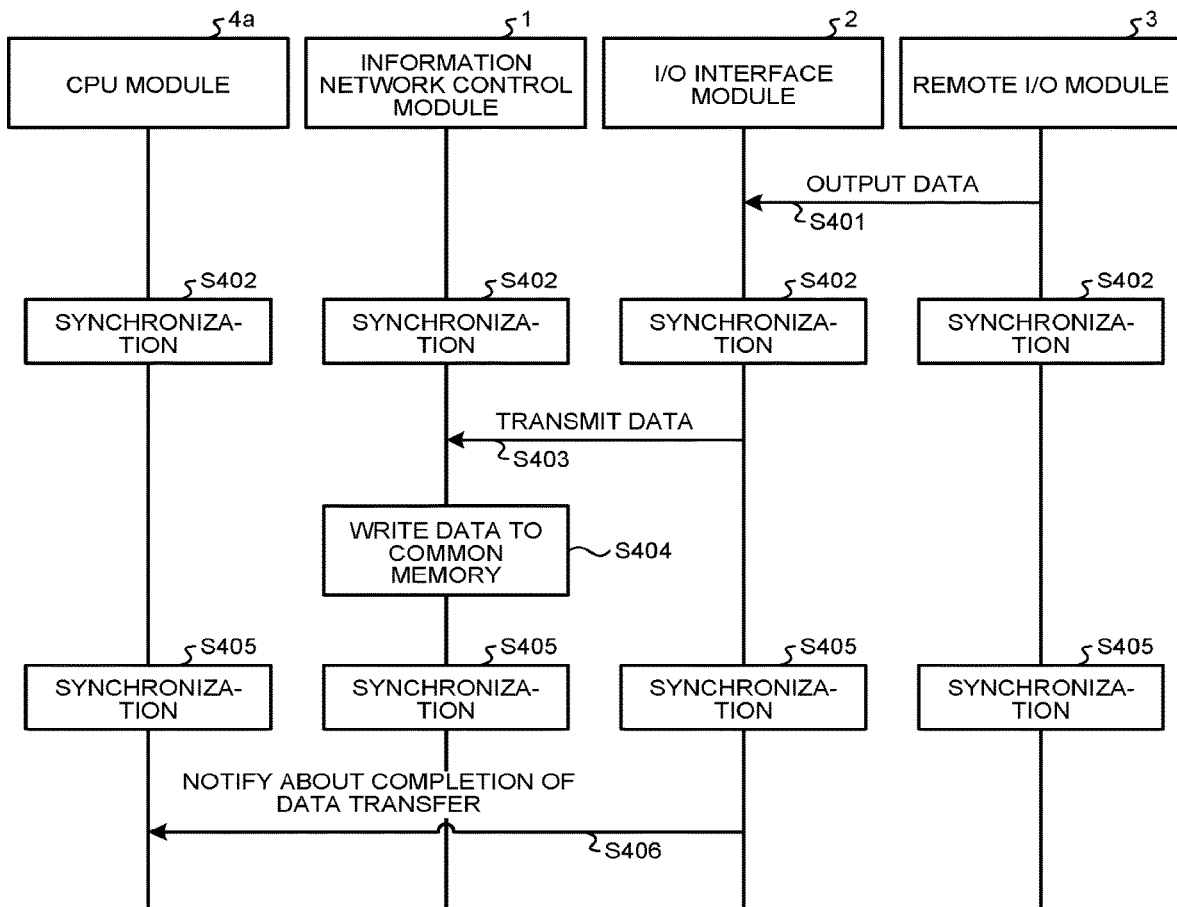 4a
1
2
3
CPU MODULE
INFORMATION
NETWORK CONTROL
MODULE
I/O INTERFACE
MODULE
REMOTE I/O MODULE
OUTPUT DATA
S401
S402
S402
S402
S402
SYNCHRONIZA-
TION
SYNCHRONIZA-
TION
SYNCHRONIZA-
TION
SYNCHRONIZA-
TION
TRANSMIT DATA
S403
WRITE DATA TO
COMMON
MEMORY
S404
S405
S405
S405
S405
SYNCHRONIZA-
TION
SYNCHRONIZA-
TION
SYNCHRONIZA-
TION
SYNCHRONIZA-
TION
NOTIFY ABOUT COMPLETION OF
DATA TRANSFER
S406